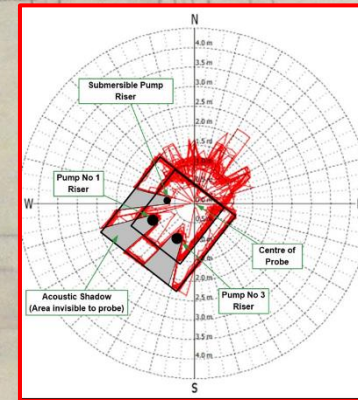 N
4.0 m
3.5 m
3.0 m
2.5 m
Submersible Pump
Riser
2.0 m
1.5 m
Pump No 1
Riser
W
E
0.5 m
Centre of
Probe
Acoustic Shadow
(Area invisible to probe)
Pump No 3
Riser
2.5 m
3.0 m
3.5 m
4.0 m
S